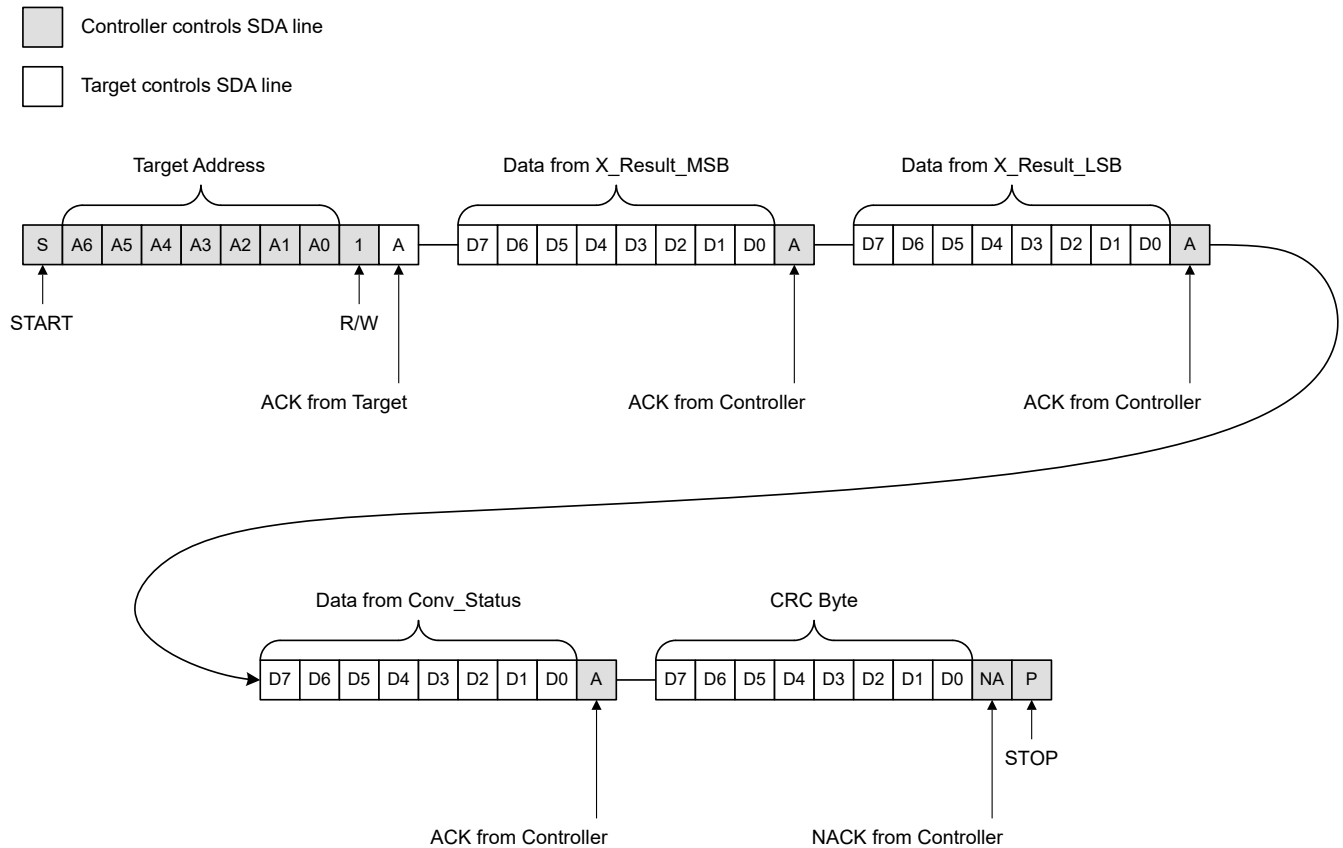 Controller controls SDA line
Target controls SDA line
Target Address
Data from X_Result_MSB
Data from X_Result_LSB
S A6 A5 A4 A3 A2 A1 A0 1 A
D7 D6 D5 D4 D3 D2 D1 D0 A
D7 D6 D5 D4 D3 D2 D1 D0 A
START
R/W
ACK from Target
ACK from Controller
ACK from Controller
Data from Conv_Status
CRC Byte
D7 D6 D5 D4 D3 D2 D1 D0 A
D7 D6 D5 D4 D3 D2 D1 D0 NA P
STOP
ACK from Controller
NACK from Controller